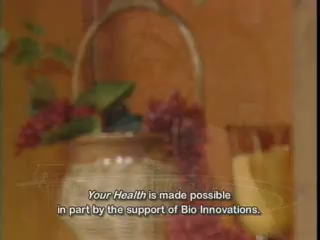 Your Health is made possible
in part by the support of Bio Innovations.